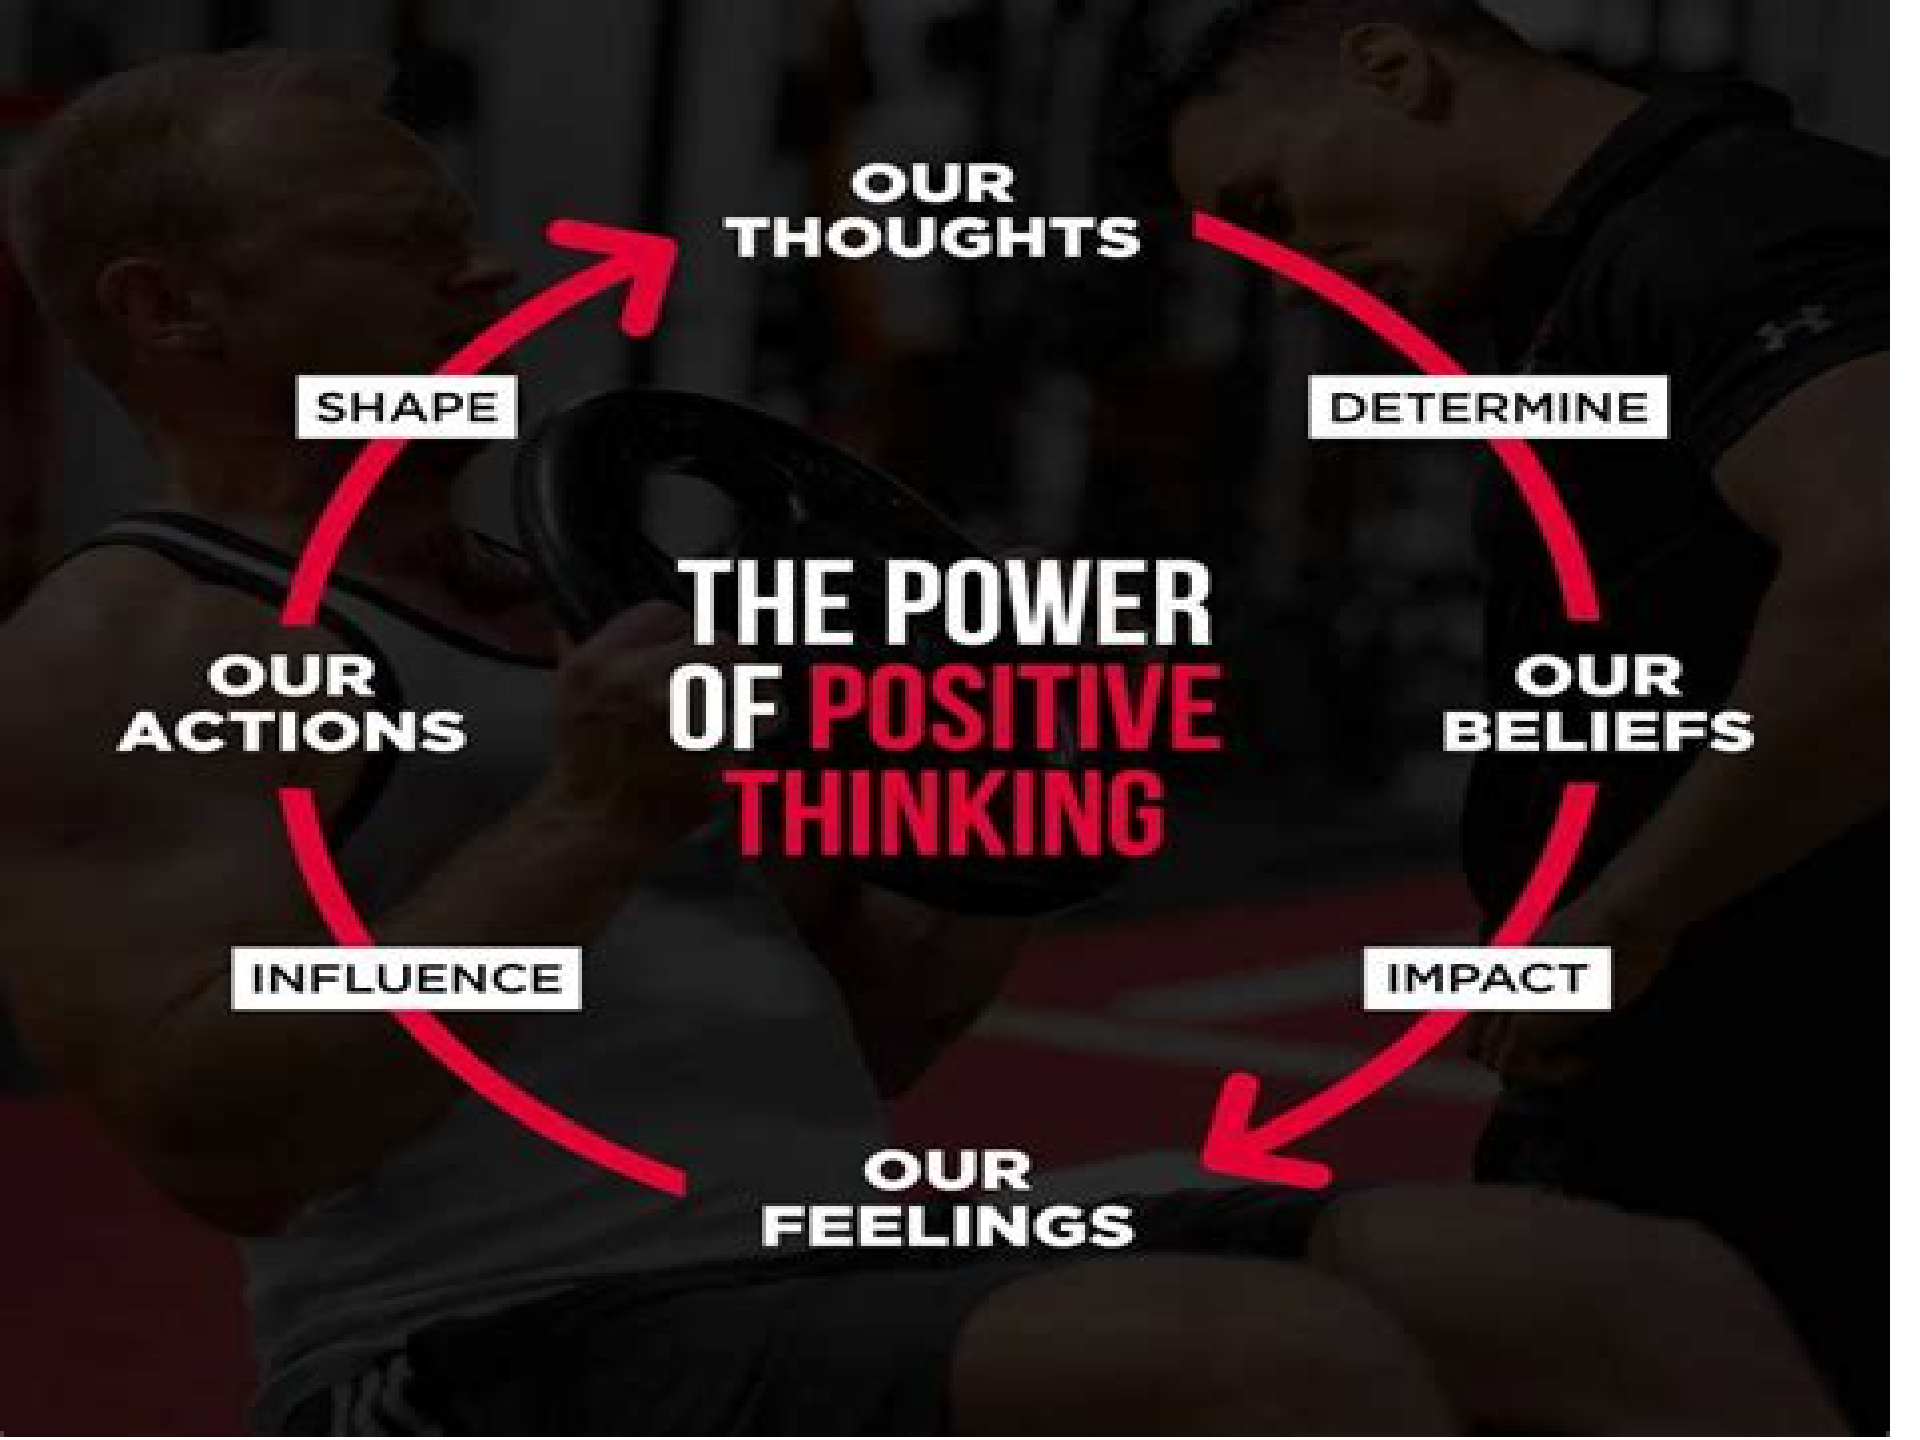 OUR
THOUGHTS
DETERMINE
OUR
BELIEFS
IMPACT
OUR
FEELINGS
INFLUENCE
OUR
ACTIONS
SHAPE
THE POWER
OF POSITIVE
THINKING